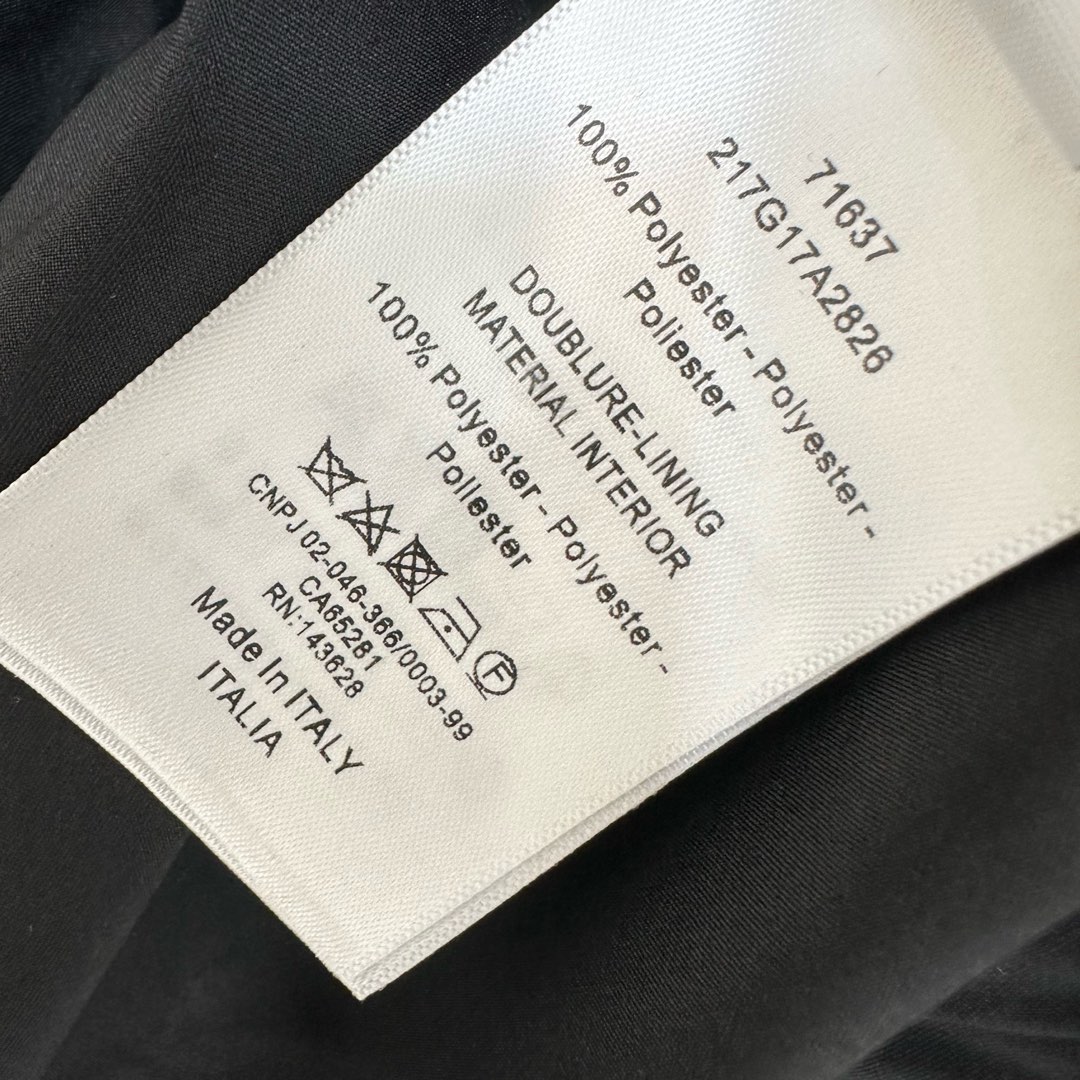 71637
217G17A2826
100% Polyester - Polyester -
Poliester
DOUBLURE-LINING
MATERIAL INTERIOR
100% Polyester - Polyester -
Poliester
F
CNPJ 02-046-366/0003-99
CA65281
RN:143628
Made In ITALY
ITALIA